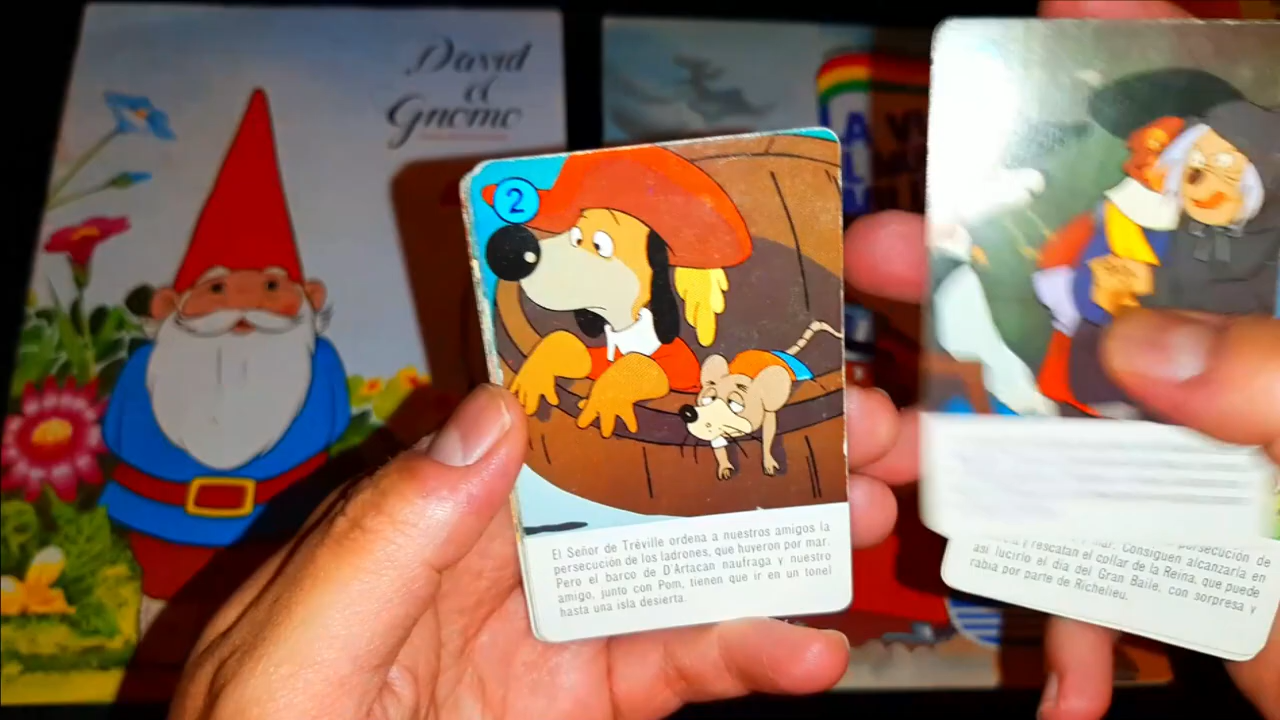 David
el
Gnomo
2
El Señor de Tréville ordena a nuestros amigos la
persecución de los ladrones, que huyeron por mar.
Pero el barco de D'Artacán naufraga y nuestro
amigo, junto con Pom, tienen que ir en un tonel
hasta una isla desierta.
persecución de
mar. Consiguen alcanzarla en
y rescatan el collar de la Reina, que puede
así lucirlo el día del Gran Baile, con sorpresa y
rabia por parte de Richelieu.